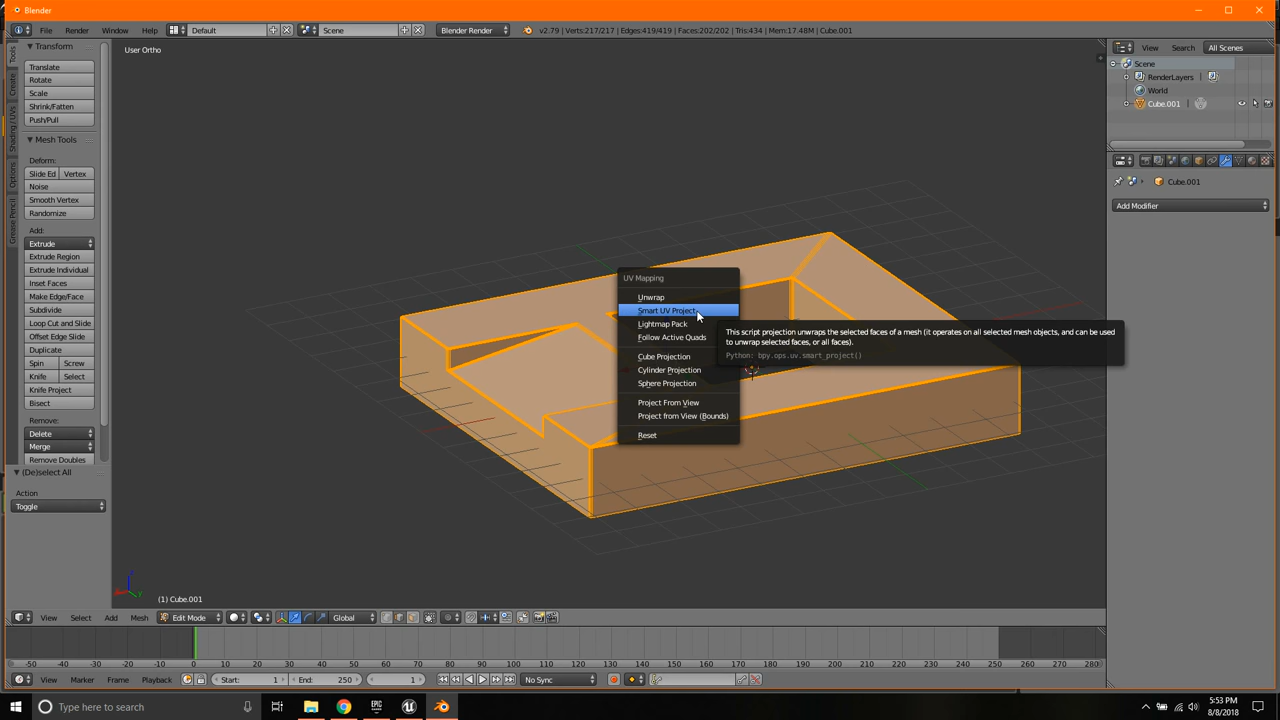 Blender
File Render Window Help
Default
Scene
Blender Render
v2.79 | Verts:217/217 | Edges:419/419 | Faces:202/202 | Tris:434 | Mem:17.48M | Cube.001
View Search All Scenes
Scene
RenderLayers
World
Cube.001
Cube.001
Add Modifier
Tools
Create
Shading / UVs
Options
Grease Pencil
Transform
Translate
Rotate
Scale
Shrink/Fatten
Push/Pull
Mesh Tools
Deform:
Slide Ed Vertex
Noise
Smooth Vertex
Randomize
Add:
Extrude
Extrude Region
Extrude Individual
Inset Faces
Make Edge/Face
Subdivide
Loop Cut and Slide
Offset Edge Slide
Duplicate
Spin Screw
Knife Select
Knife Project
Bisect
Remove:
Delete
Merge
Remove Doubles
(De)select All
Action
Toggle
User Ortho
UV Mapping
Unwrap
Smart UV Project
Lightmap Pack
Follow Active Quads
Cube Projection
Cylinder Projection
Sphere Projection
Project From View
Project from View (Bounds)
Reset
This script projection unwraps the selected faces of a mesh (it operates on all selected mesh objects, and can be used
to unwrap selected faces, or all faces).
Python: bpy.ops.uv.smart_project()
z
x
y
(1) Cube.001
View Select Add Mesh Edit Mode Global
-50 -40 -30 -20 -10 0 10 20 30 40 50 60 70 80 90 100 110 120 130 140 150 160 170 180 190 200 210 220 230 240 250 260 270 280
View Marker Frame Playback Start: 1 End: 250 1 No Sync
Type here to search
EPIC
5:53 PM
8/8/2018